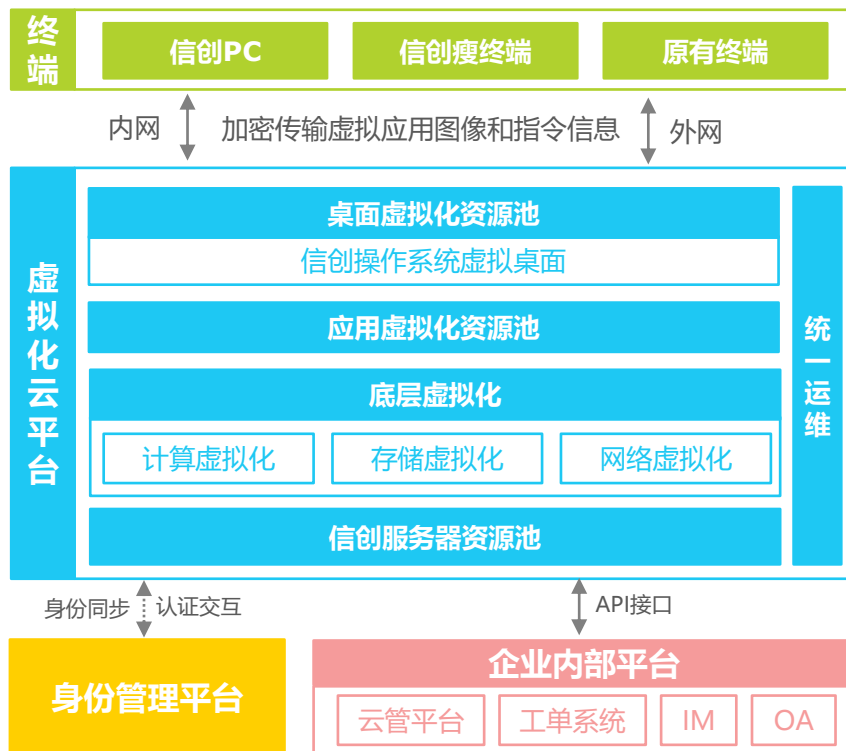 终端
信创PC
信创瘦终端
原有终端
内网
加密传输虚拟应用图像和指令信息
外网
虚拟化云平台
桌面虚拟化资源池
信创操作系统虚拟桌面
应用虚拟化资源池
底层虚拟化
计算虚拟化
存储虚拟化
网络虚拟化
信创服务器资源池
统一运维
身份同步
认证交互
API接口
身份管理平台
企业内部平台
云管平台
工单系统
IM
OA